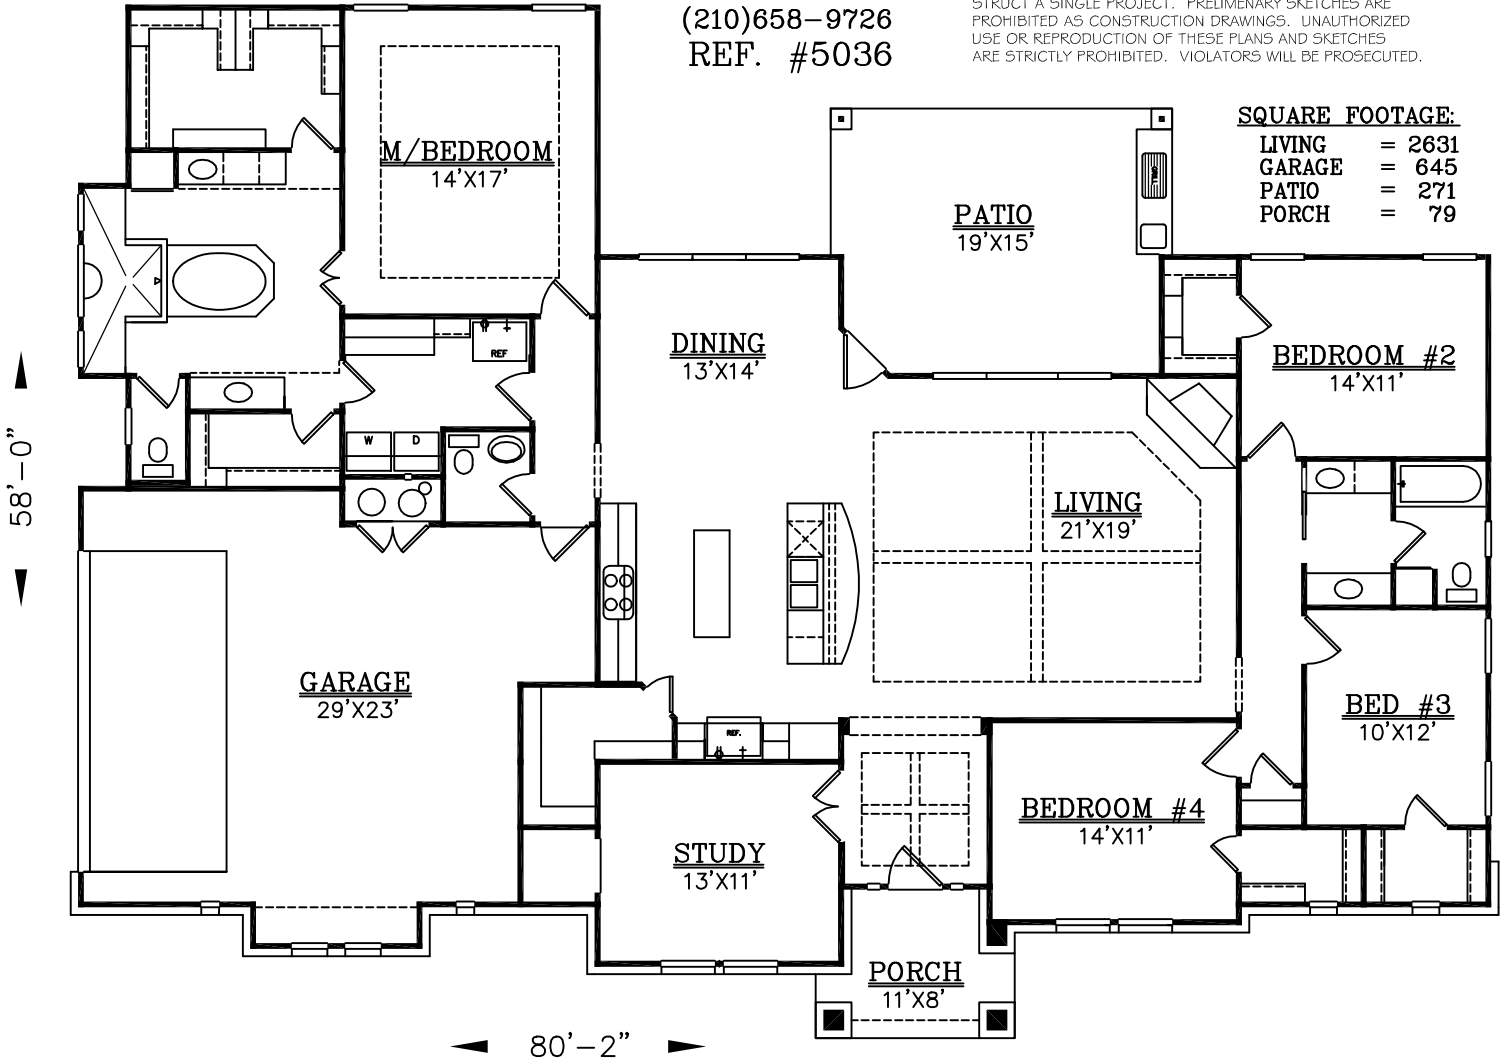 (210)658-9726
REF. #5036
STRUCT A SINGLE PROJECT. PRELIMENARY SKETCHES ARE
PROHIBITED AS CONSTRUCTION DRAWINGS. UNAUTHORIZED
USE OR REPRODUCTION OF THESE PLANS AND SKETCHES
ARE STRICTLY PROHIBITED. VIOLATORS WILL BE PROSECUTED.
SQUARE FOOTAGE:
LIVING = 2631
GARAGE = 645
PATIO = 271
PORCH = 79
M/BEDROOM
14'X17'
GRILL
PATIO
19'X15'
DINING
13'X14'
REF
BEDROOM #2
14'X11'
W
D
58'-0"
LIVING
21'X19'
GARAGE
29'X23'
BED #3
10'X12'
REF.
BEDROOM #4
14'X11'
STUDY
13'X11'
PORCH
11'X8'
80'-2"